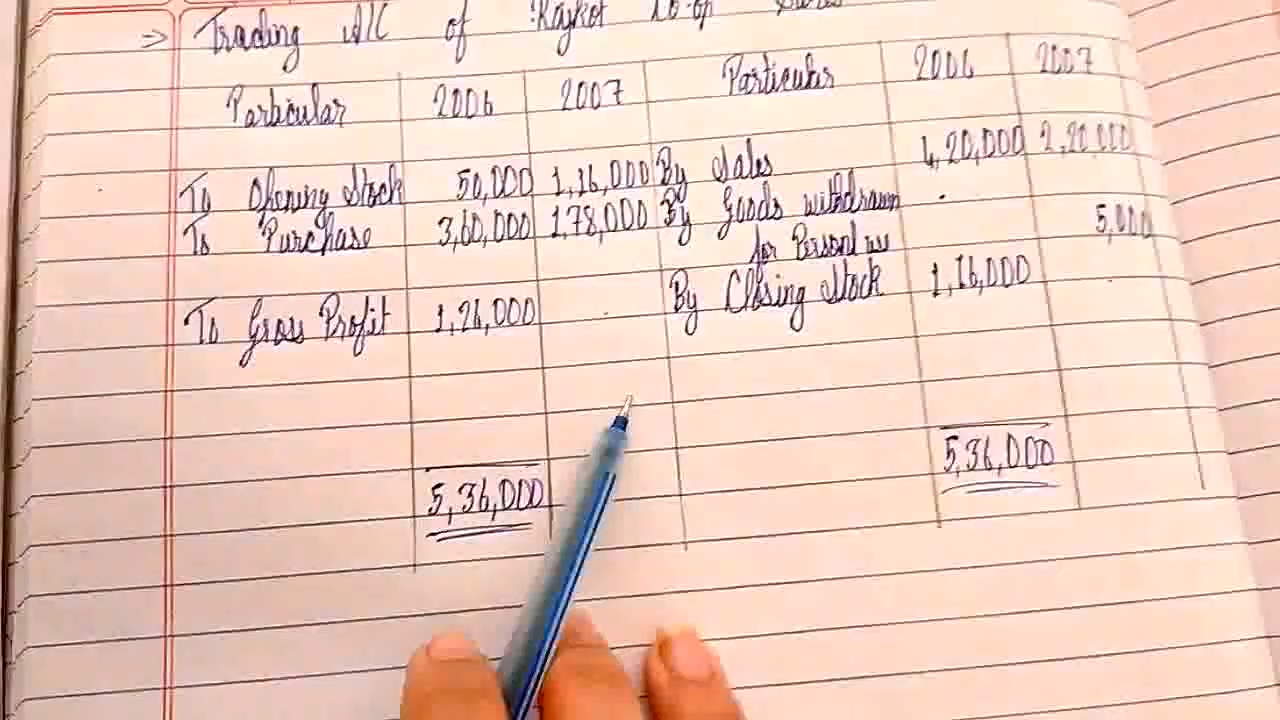 ⇒ Trading A/C of Rajkot Co-op
Particular 2006 2007 Particular 2006 2007
To Opening Stock 50,000 1,16,000 By Sales 4,20,000 2,20,000
To Purchase 3,60,000 1,78,000 By Goods withdrawn 5,000
for Personal use
To Gross Profit 1,26,000 By Closing Stock 1,16,000
5,36,000 5,36,000